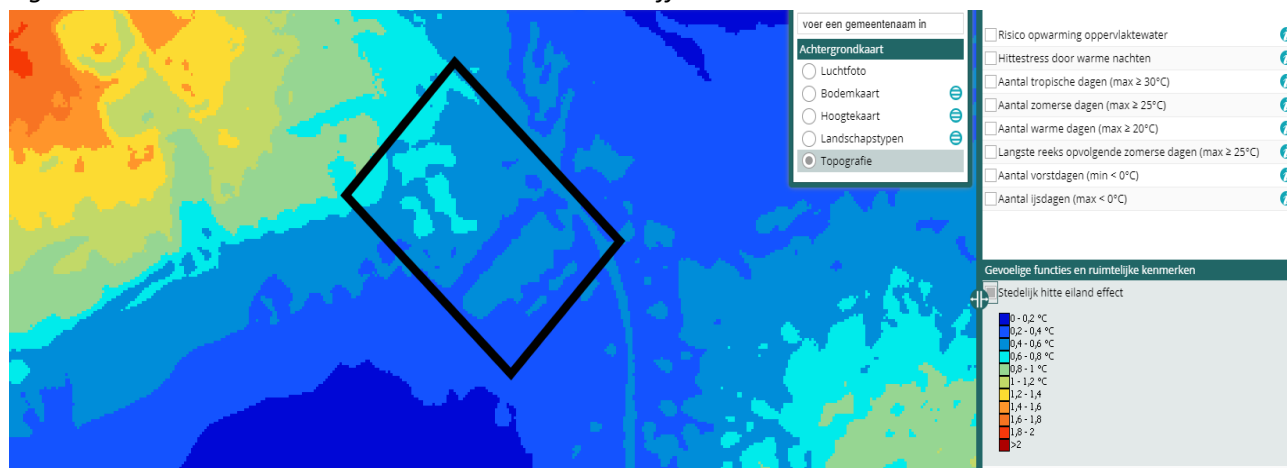 voer een gemeentenaam in
Achtergrondkaart
Luchtfoto
Bodemkaart
Hoogtekaart
Landschapstypen
Topografie
Risico opwarming oppervlaktewater
Hittestress door warme nachten
Aantal tropische dagen (max ≥ 30°C)
Aantal zomerse dagen (max ≥ 25°C)
Aantal warme dagen (max ≥ 20°C)
Langste reeks opvolgende zomerse dagen (max ≥ 25°C)
Aantal vorstdagen (min < 0°C)
Aantal ijsdagen (max < 0°C)
Gevoelige functies en ruimtelijke kenmerken
Stedelijk hitte eiland effect
0 - 0,2 °C
0,2 - 0,4 °C
0,4 - 0,6 °C
0,6 - 0,8 °C
0,8 - 1 °C
1 - 1,2 °C
1,2 - 1,4
1,4 - 1,6
1,6 - 1,8
1,8 - 2
>2